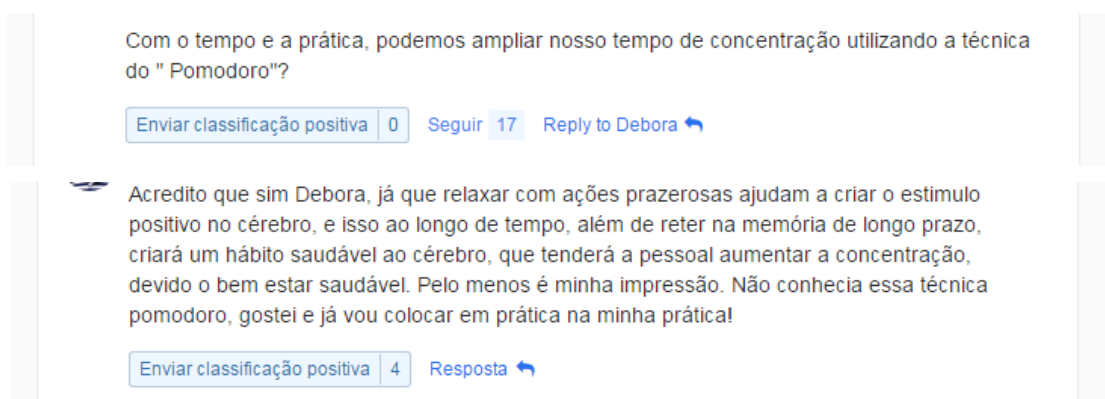 Com o tempo e a prática, podemos ampliar nosso tempo de concentração utilizando a técnica
do " Pomodoro"?
Enviar classificação positiva 0 Seguir 17 Reply to Debora
Acredito que sim Debora, já que relaxar com ações prazerosas ajudam a criar o estimulo
positivo no cérebro, e isso ao longo de tempo, além de reter na memória de longo prazo,
criará um hábito saudável ao cérebro, que tenderá a pessoal aumentar a concentração,
devido o bem estar saudável. Pelo menos é minha impressão. Não conhecia essa técnica
pomodoro, gostei e já vou colocar em prática na minha prática!
Enviar classificação positiva 4 Resposta